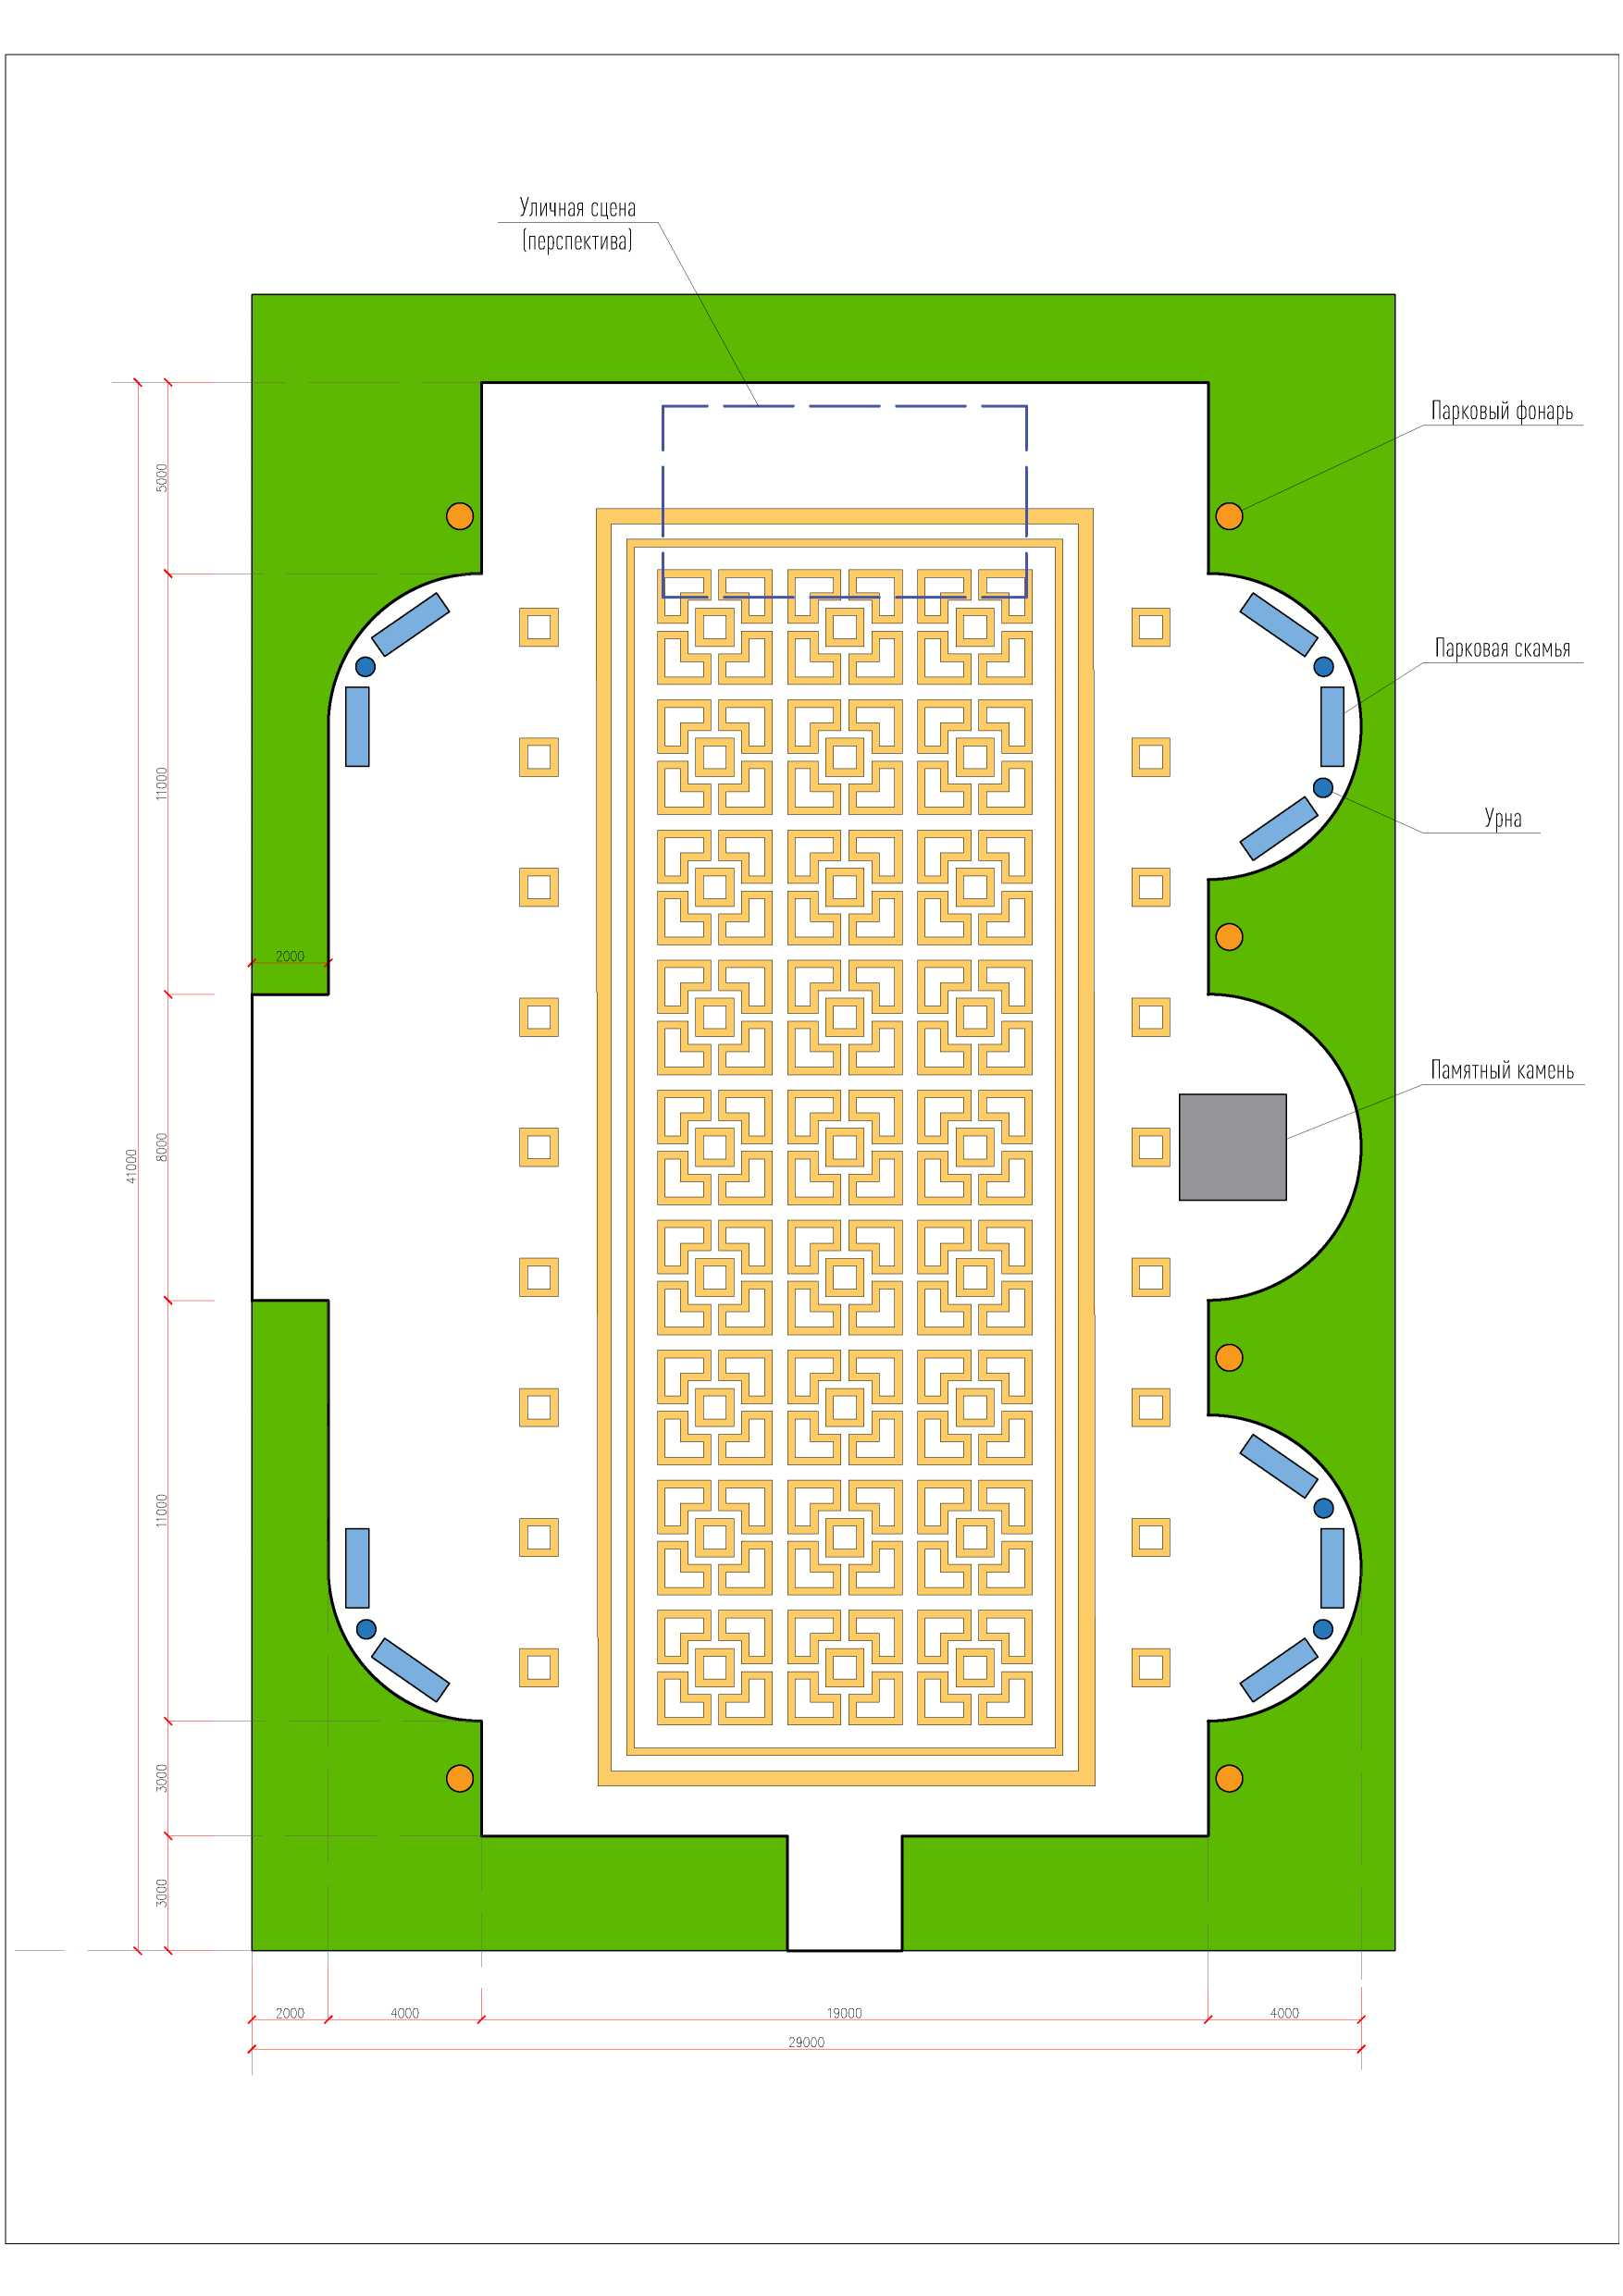 Уличная сцена
(перспектива)
Парковый фонарь
5000
Парковая скамья
11000
Урна
2000
Памятный камень
8000
41000
11000
3000
3000
2000
4000
19000
4000
29000